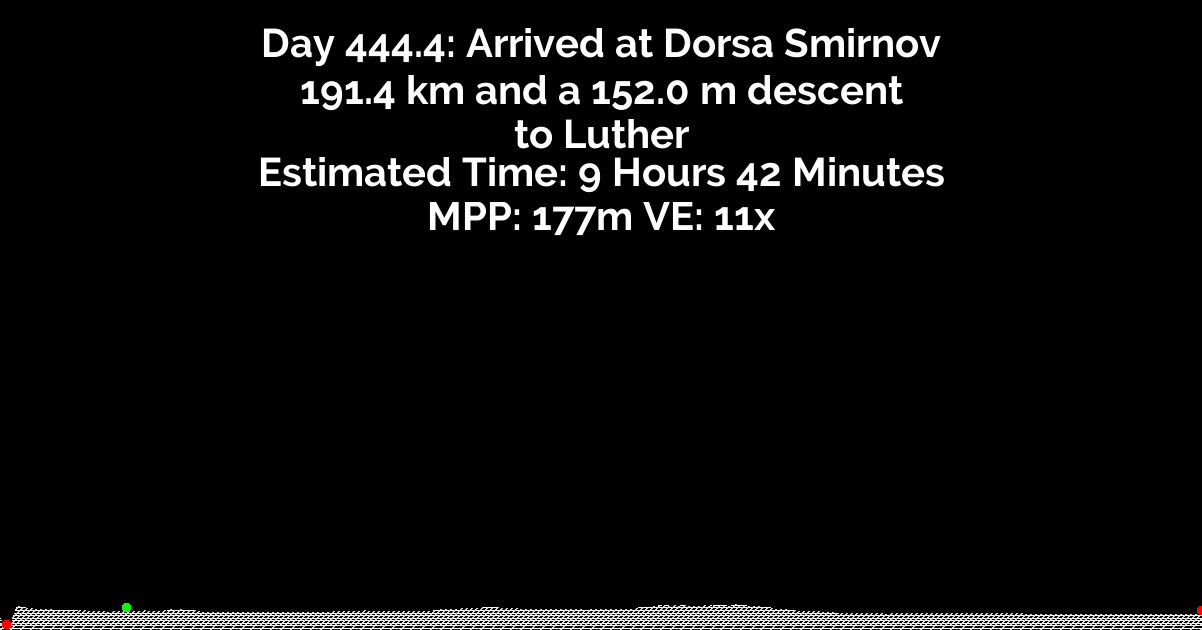 Day 444.4: Arrived at Dorsa Smirnov
191.4 km and a 152.0 m descent
to Luther
Estimated Time: 9 Hours 42 Minutes
MPP: 177m VE: 11x